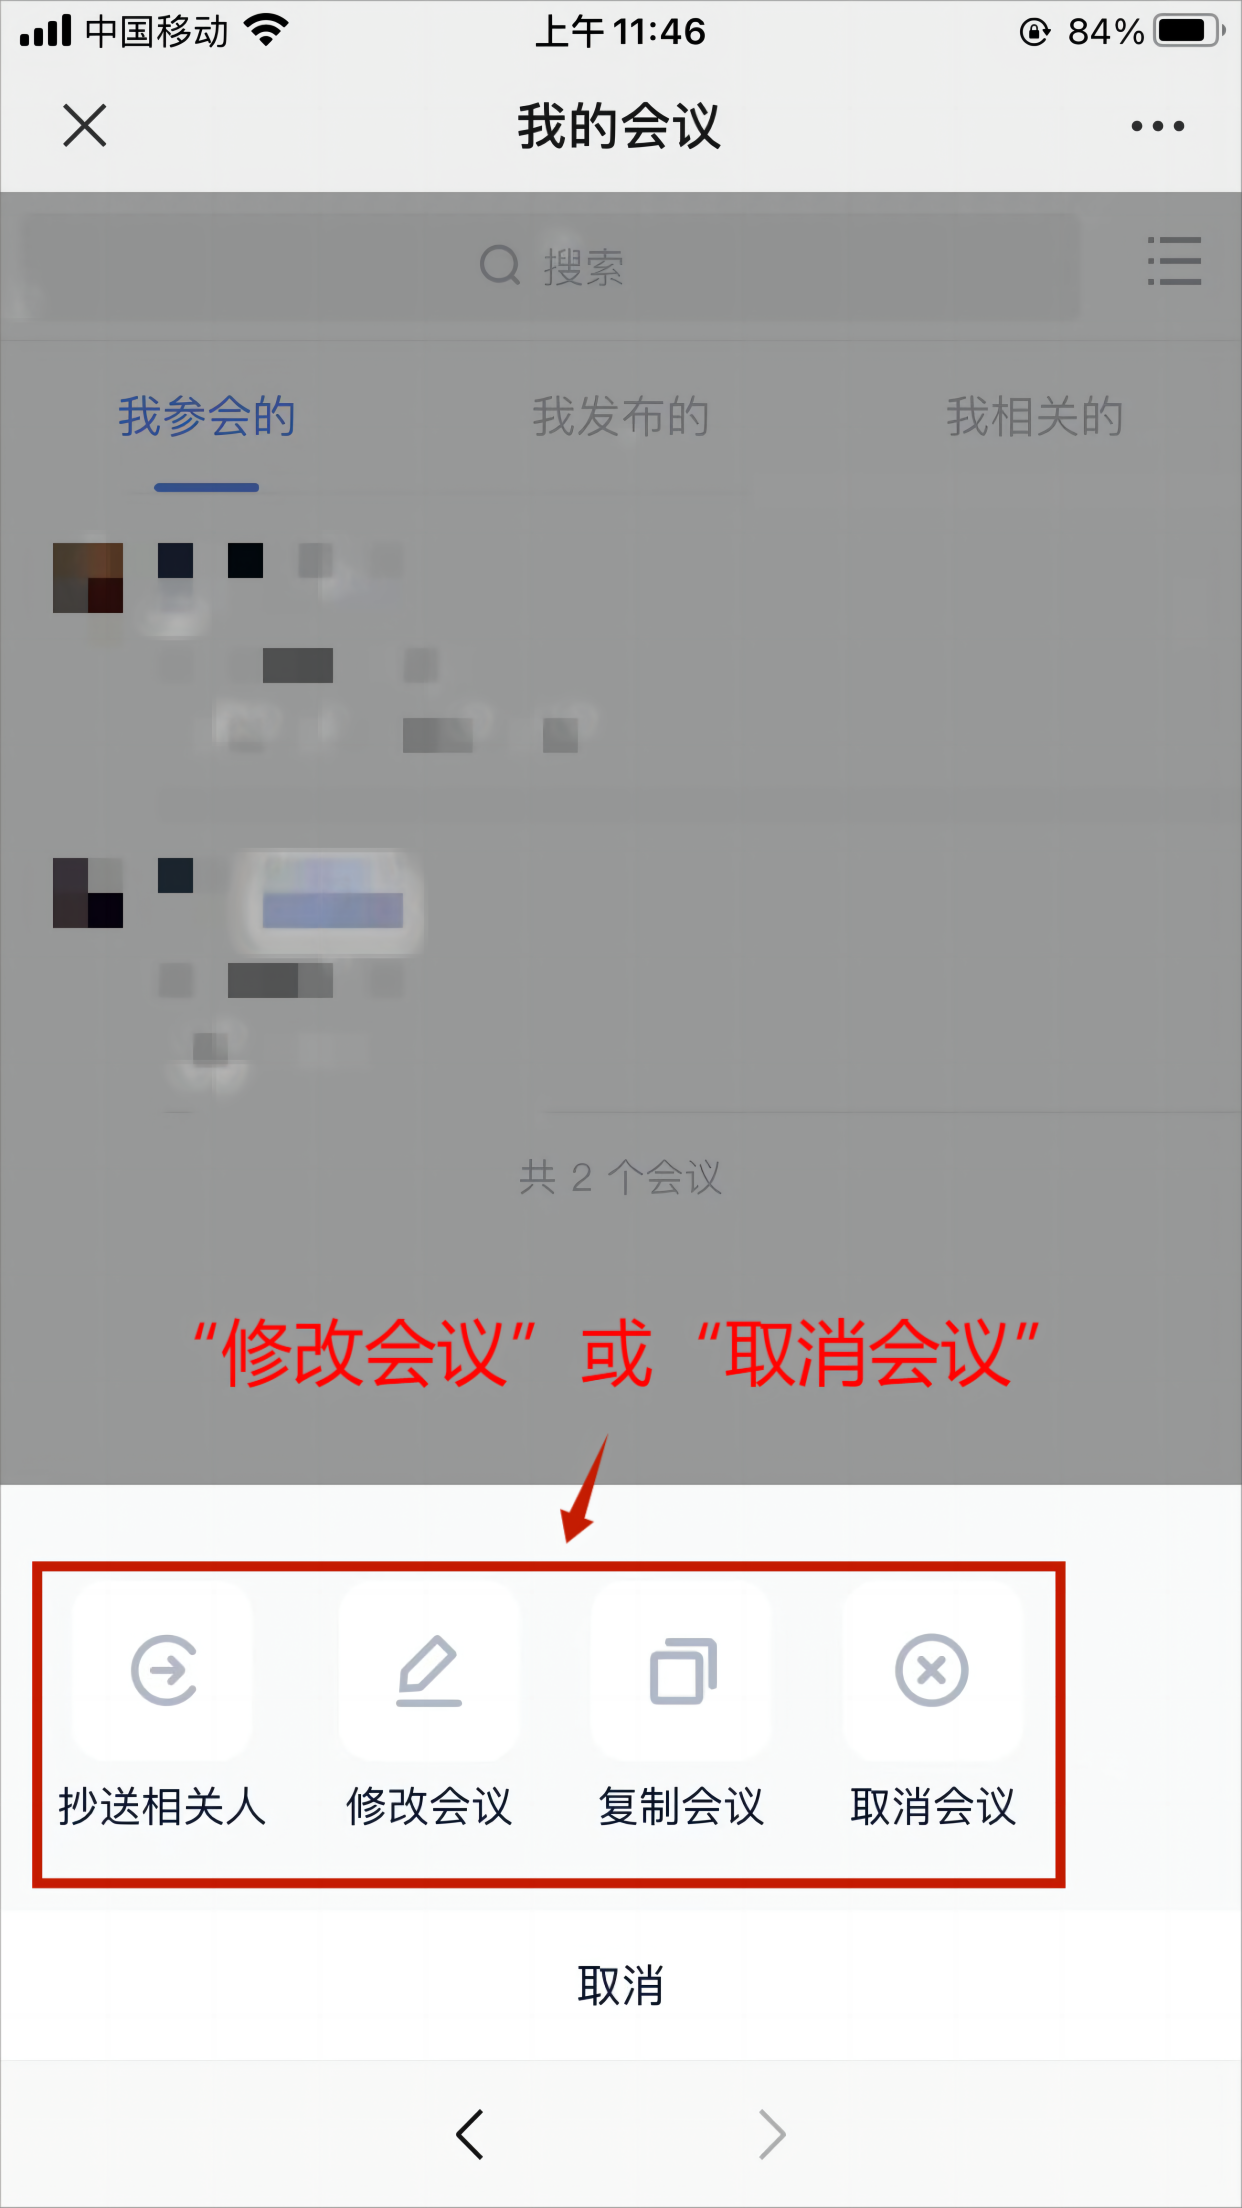 中国移动 上午 11:46 84%
我的会议
搜索
我参会的 我发布的 我相关的
共 2 个会议
“修改会议” 或 “取消会议”
抄送相关人 修改会议 复制会议 取消会议
取消